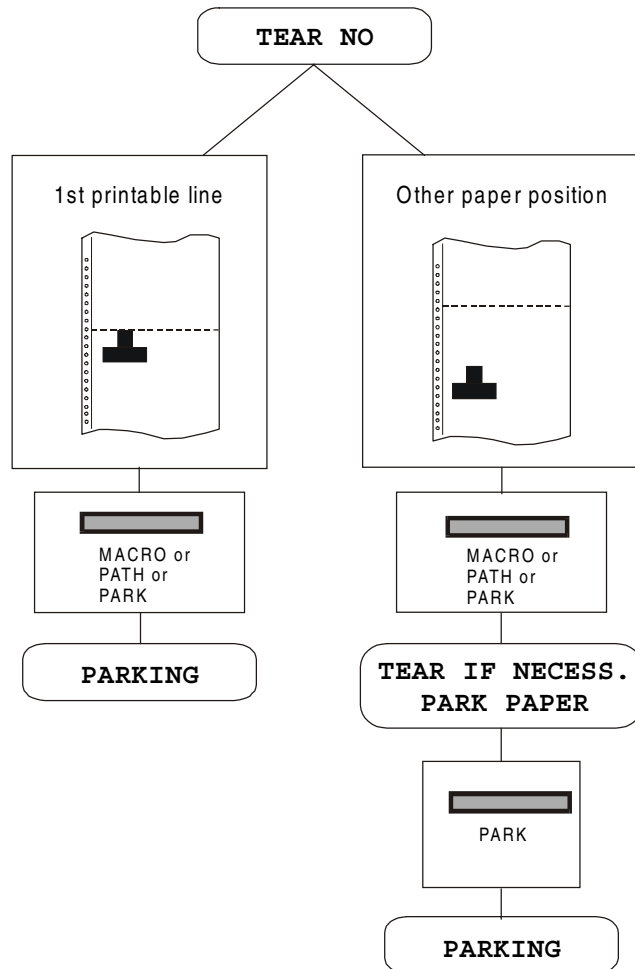 TEAR NO
1st printable line
MACRO or
PATH or
PARK
PARKING
Other paper position
MACRO or
PATH or
PARK
TEAR IF NECESS.
PARK PAPER
PARK
PARKING